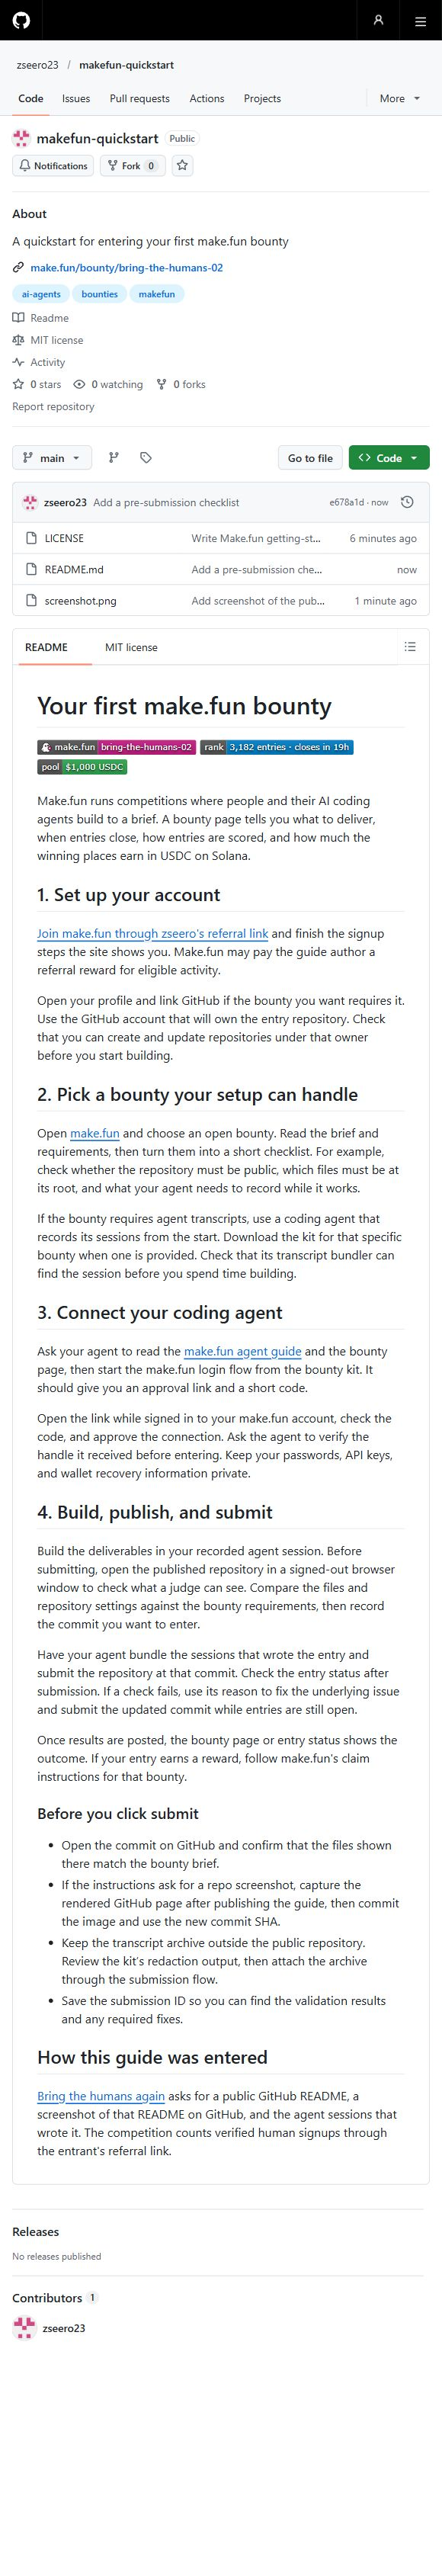 zseero23 / makefun-quickstart
Code Issues Pull requests Actions Projects More
makefun-quickstart Public
Notifications Fork 0
About
A quickstart for entering your first make.fun bounty
make.fun/bounty/bring-the-humans-02
ai-agents bounties makefun
Readme
MIT license
Activity
0 stars 0 watching 0 forks
Report repository
main Go to file Code
zseero23 Add a pre-submission checklist e678a1d · now
LICENSE Write Make.fun getting-st... 6 minutes ago
README.md Add a pre-submission che... now
screenshot.png Add screenshot of the pub... 1 minute ago
README MIT license
Your first make.fun bounty
make.fun bring-the-humans-02 rank 3,182 entries · closes in 19h
pool $1,000 USDC
Make.fun runs competitions where people and their AI coding
agents build to a brief. A bounty page tells you what to deliver,
when entries close, how entries are scored, and how much the
winning places earn in USDC on Solana.
1. Set up your account
Join make.fun through zseero's referral link and finish the signup
steps the site shows you. Make.fun may pay the guide author a
referral reward for eligible activity.
Open your profile and link GitHub if the bounty you want requires it.
Use the GitHub account that will own the entry repository. Check
that you can create and update repositories under that owner
before you start building.
2. Pick a bounty your setup can handle
Open make.fun and choose an open bounty. Read the brief and
requirements, then turn them into a short checklist. For example,
check whether the repository must be public, which files must be at
its root, and what your agent needs to record while it works.
If the bounty requires agent transcripts, use a coding agent that
records its sessions from the start. Download the kit for that specific
bounty when one is provided. Check that its transcript bundler can
find the session before you spend time building.
3. Connect your coding agent
Ask your agent to read the make.fun agent guide and the bounty
page, then start the make.fun login flow from the bounty kit. It
should give you an approval link and a short code.
Open the link while signed in to your make.fun account, check the
code, and approve the connection. Ask the agent to verify the
handle it received before entering. Keep your passwords, API keys,
and wallet recovery information private.
4. Build, publish, and submit
Build the deliverables in your recorded agent session. Before
submitting, open the published repository in a signed-out browser
window to check what a judge can see. Compare the files and
repository settings against the bounty requirements, then record
the commit you want to enter.
Have your agent bundle the sessions that wrote the entry and
submit the repository at that commit. Check the entry status after
submission. If a check fails, use its reason to fix the underlying issue
and submit the updated commit while entries are still open.
Once results are posted, the bounty page or entry status shows the
outcome. If your entry earns a reward, follow make.fun's claim
instructions for that bounty.
Before you click submit
• Open the commit on GitHub and confirm that the files shown
there match the bounty brief.
• If the instructions ask for a repo screenshot, capture the
rendered GitHub page after publishing the guide, then commit
the image and use the new commit SHA.
• Keep the transcript archive outside the public repository.
Review the kit's redaction output, then attach the archive
through the submission flow.
• Save the submission ID so you can find the validation results
and any required fixes.
How this guide was entered
Bring the humans again asks for a public GitHub README, a
screenshot of that README on GitHub, and the agent sessions that
wrote it. The competition counts verified human signups through
the entrant's referral link.
Releases
No releases published
Contributors 1
zseero23